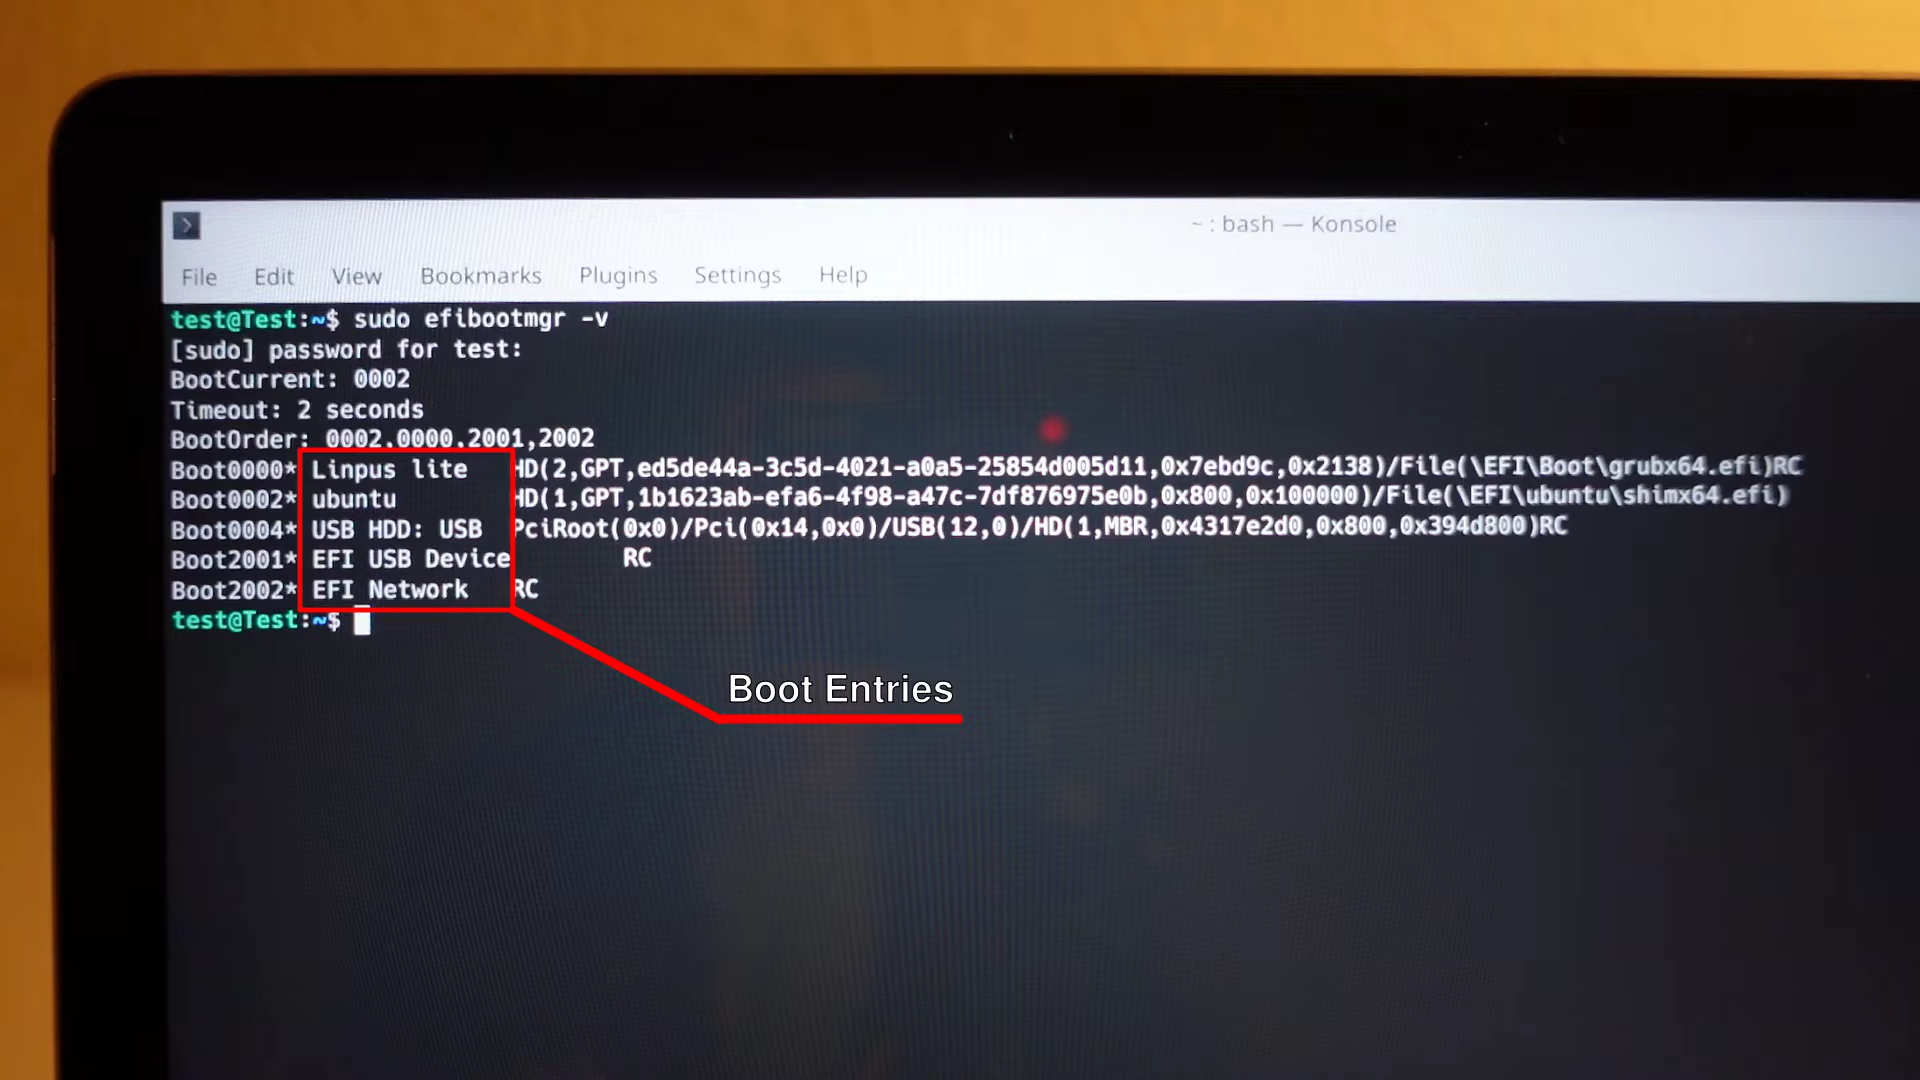 ~ : bash — Konsole
File Edit View Bookmarks Plugins Settings Help
test@Test:~$ sudo efibootmgr -v
[sudo] password for test:
BootCurrent: 0002
Timeout: 2 seconds
BootOrder: 0002,0000,2001,2002
Boot0000* Linpus lite HD(2,GPT,ed5de44a-3c5d-4021-a0a5-25854d005d11,0x7ebd9c,0x2138)/File(\EFI\Boot\grubx64.efi)RC
Boot0002* ubuntu HD(1,GPT,1b1623ab-efa6-4f98-a47c-7df876975e0b,0x800,0x100000)/File(\EFI\ubuntu\shimx64.efi)
Boot0004* USB HDD: USB PciRoot(0x0)/Pci(0x14,0x0)/USB(12,0)/HD(1,MBR,0x4317e2d0,0x800,0x394d800)RC
Boot2001* EFI USB Device RC
Boot2002* EFI Network RC
test@Test:~$
Boot Entries